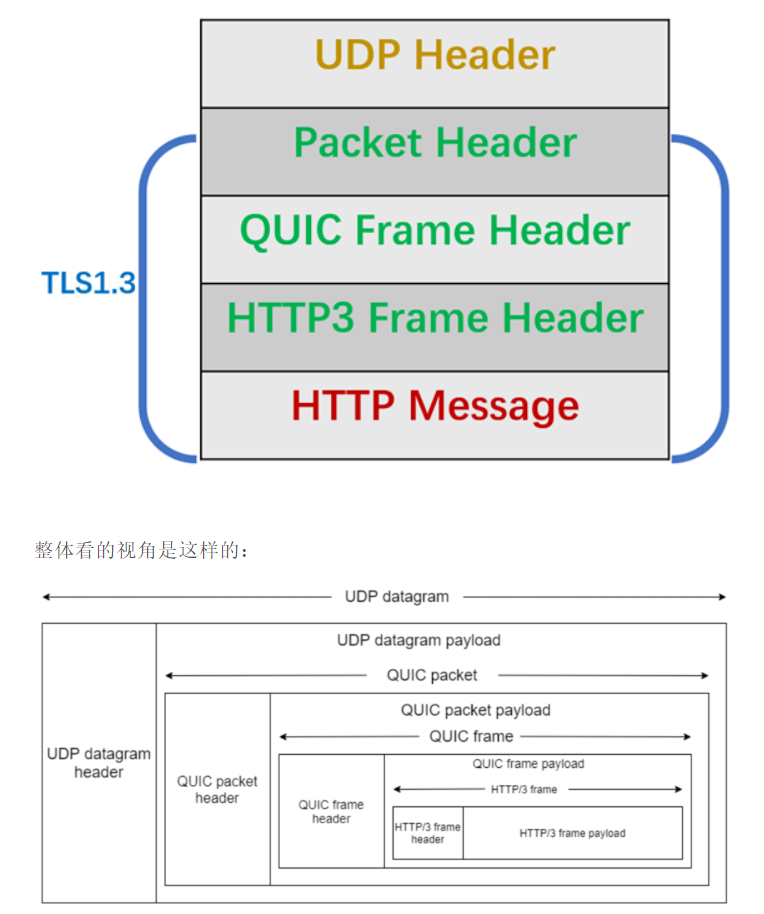 UDP Header
Packet Header
QUIC Frame Header
TLS1.3
HTTP3 Frame Header
HTTP Message
整体看的视角是这样的：
UDP datagram
UDP datagram payload
QUIC packet
QUIC packet payload
QUIC frame
UDP datagram
header
QUIC packet
header
QUIC frame payload
HTTP/3 frame
QUIC frame
header
HTTP/3 frame
header
HTTP/3 frame payload